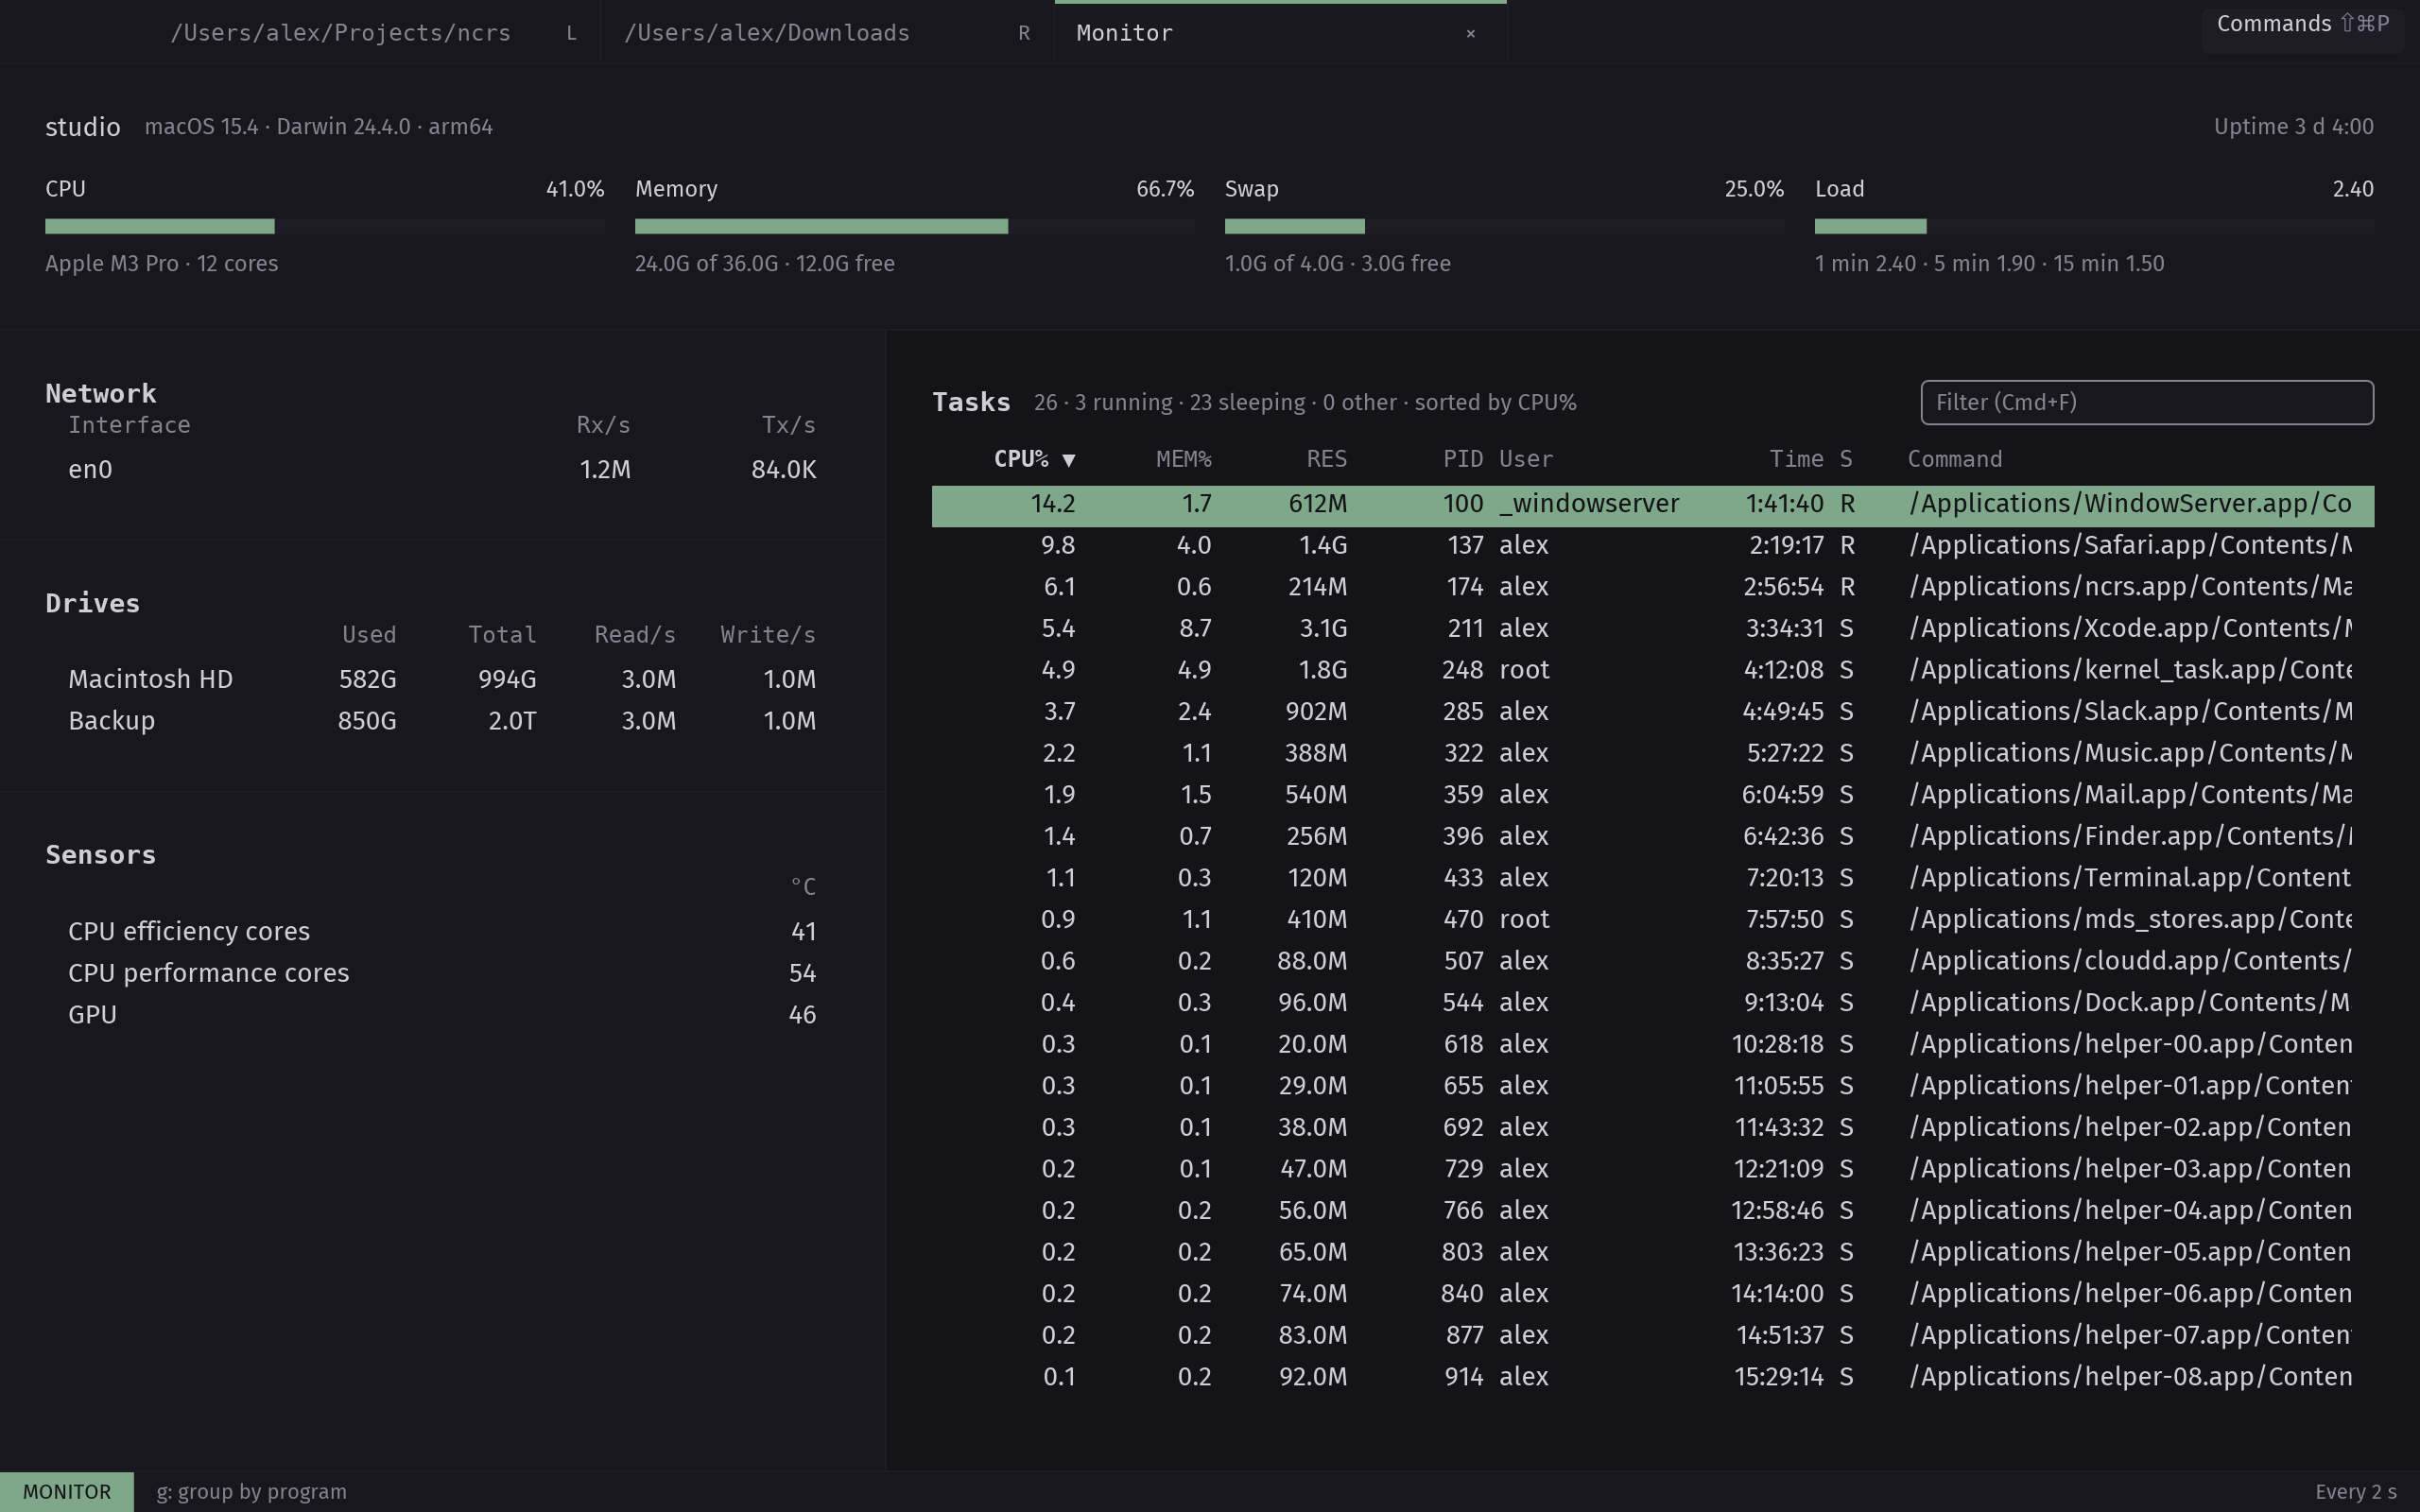 /Users/alex/Projects/ncrs L /Users/alex/Downloads R Monitor × Commands ⇧⌘P
studio macOS 15.4 · Darwin 24.4.0 · arm64 Uptime 3 d 4:00
CPU 41.0% Memory 66.7% Swap 25.0% Load 2.40
Apple M3 Pro · 12 cores 24.0G of 36.0G · 12.0G free 1.0G of 4.0G · 3.0G free 1 min 2.40 · 5 min 1.90 · 15 min 1.50
Network
Interface Rx/s Tx/s
en0 1.2M 84.0K
Drives
Used Total Read/s Write/s
Macintosh HD 582G 994G 3.0M 1.0M
Backup 850G 2.0T 3.0M 1.0M
Sensors
°C
CPU efficiency cores 41
CPU performance cores 54
GPU 46
Tasks 26 · 3 running · 23 sleeping · 0 other · sorted by CPU% Filter (Cmd+F)
CPU% ▼ MEM% RES PID User Time S Command
14.2 1.7 612M 100 _windowserver 1:41:40 R /Applications/WindowServer.app/Co
9.8 4.0 1.4G 137 alex 2:19:17 R /Applications/Safari.app/Contents/M
6.1 0.6 214M 174 alex 2:56:54 R /Applications/ncrs.app/Contents/Ma
5.4 8.7 3.1G 211 alex 3:34:31 S /Applications/Xcode.app/Contents/M
4.9 4.9 1.8G 248 root 4:12:08 S /Applications/kernel_task.app/Conte
3.7 2.4 902M 285 alex 4:49:45 S /Applications/Slack.app/Contents/M
2.2 1.1 388M 322 alex 5:27:22 S /Applications/Music.app/Contents/M
1.9 1.5 540M 359 alex 6:04:59 S /Applications/Mail.app/Contents/Ma
1.4 0.7 256M 396 alex 6:42:36 S /Applications/Finder.app/Contents/M
1.1 0.3 120M 433 alex 7:20:13 S /Applications/Terminal.app/Content
0.9 1.1 410M 470 root 7:57:50 S /Applications/mds_stores.app/Conte
0.6 0.2 88.0M 507 alex 8:35:27 S /Applications/cloudd.app/Contents/
0.4 0.3 96.0M 544 alex 9:13:04 S /Applications/Dock.app/Contents/M
0.3 0.1 20.0M 618 alex 10:28:18 S /Applications/helper-00.app/Conten
0.3 0.1 29.0M 655 alex 11:05:55 S /Applications/helper-01.app/Content
0.3 0.1 38.0M 692 alex 11:43:32 S /Applications/helper-02.app/Conten
0.2 0.1 47.0M 729 alex 12:21:09 S /Applications/helper-03.app/Conten
0.2 0.2 56.0M 766 alex 12:58:46 S /Applications/helper-04.app/Conten
0.2 0.2 65.0M 803 alex 13:36:23 S /Applications/helper-05.app/Conten
0.2 0.2 74.0M 840 alex 14:14:00 S /Applications/helper-06.app/Conten
0.2 0.2 83.0M 877 alex 14:51:37 S /Applications/helper-07.app/Content
0.1 0.2 92.0M 914 alex 15:29:14 S /Applications/helper-08.app/Conten
MONITOR g: group by program Every 2 s